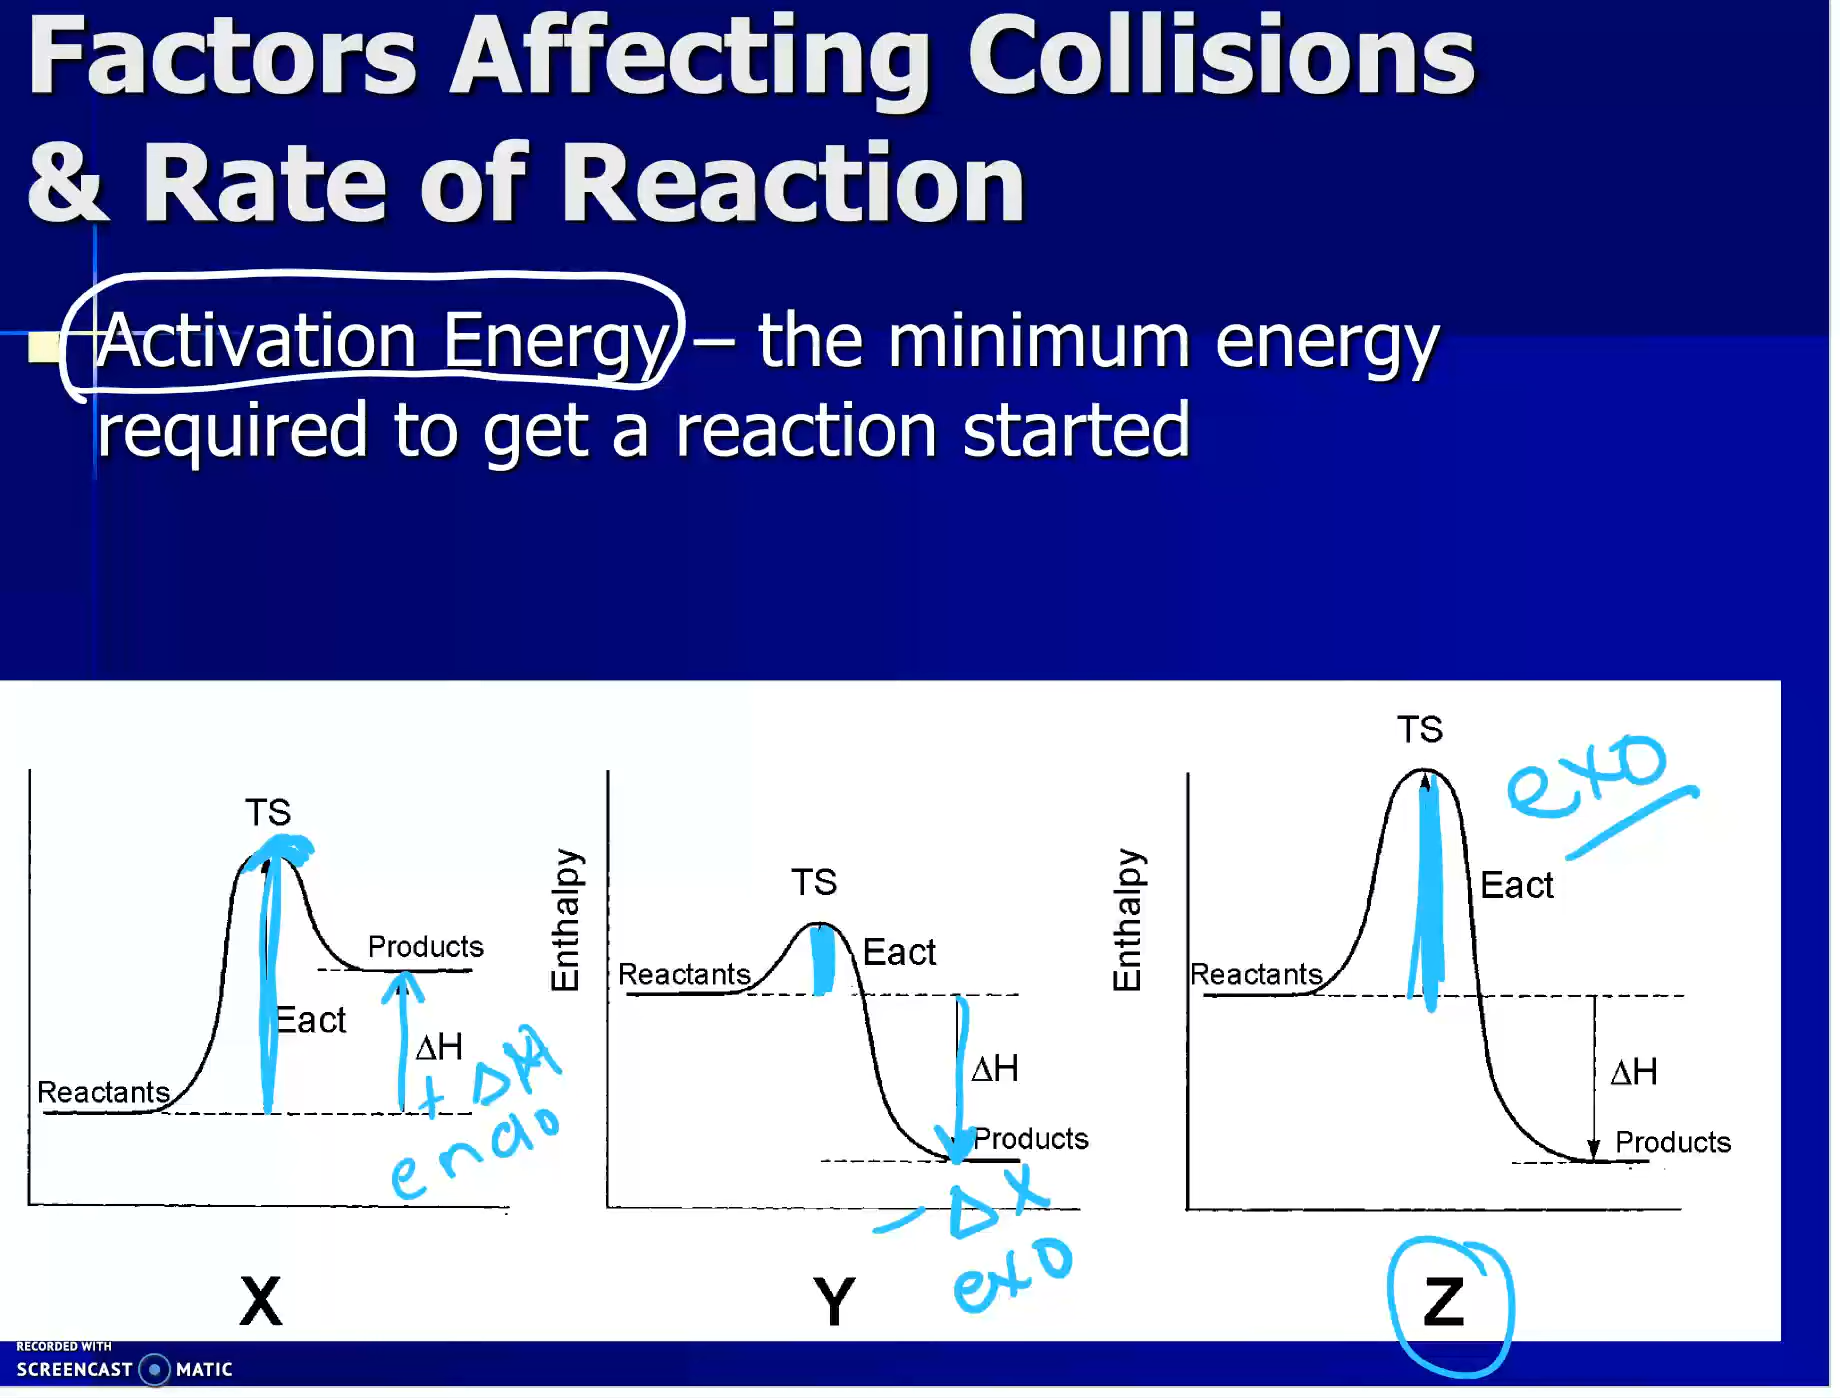 Factors Affecting Collisions
& Rate of Reaction
Activation Energy – the minimum energy
required to get a reaction started
TS
Products
Eact
ΔH
Reactants
+ ΔH
endo
X
Enthalpy
TS
Reactants
Eact
ΔH
Products
- Δ
exo
Y
Enthalpy
TS
exo
Eact
Reactants
ΔH
Products
Z
RECORDED WITH
SCREENCAST MATIC